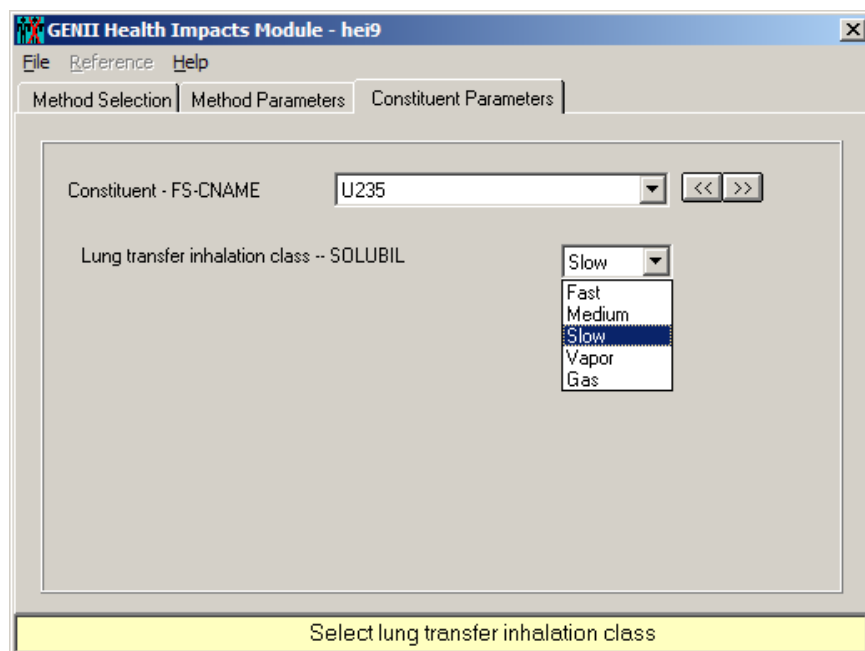 GENII Health Impacts Module - hei9
File Reference Help
Method Selection Method Parameters Constituent Parameters
Constituent - FS-CNAME U235 << >>
Lung transfer inhalation class -- SOLUBIL Slow
Fast
Medium
Slow
Vapor
Gas
Select lung transfer inhalation class